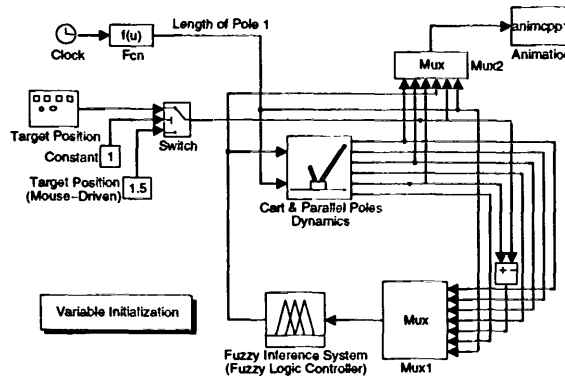 Length of Pole 1
f(u)
Clock
Fcn
animcpp1
Animation
Mux
Mux2
Target Position
Switch
Constant
1
Target Position
(Mouse-Driven)
1.5
Cart & Parallel Poles
Dynamics
+-
Variable Initialization
Mux
Fuzzy Inference System
(Fuzzy Logic Controller)
Mux1